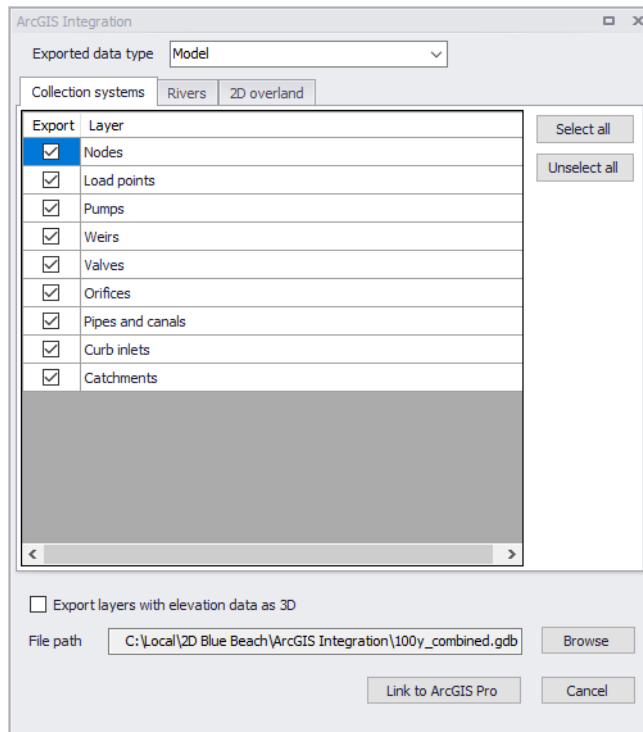 ArcGIS Integration
Exported data type Model
Collection systems Rivers 2D overland
Export Layer
Select all
Nodes
Unselect all
Load points
Pumps
Weirs
Valves
Orifices
Pipes and canals
Curb inlets
Catchments
Export layers with elevation data as 3D
File path C:\Local\2D Blue Beach\ArcGIS Integration\100y_combined.gdb Browse
Link to ArcGIS Pro Cancel